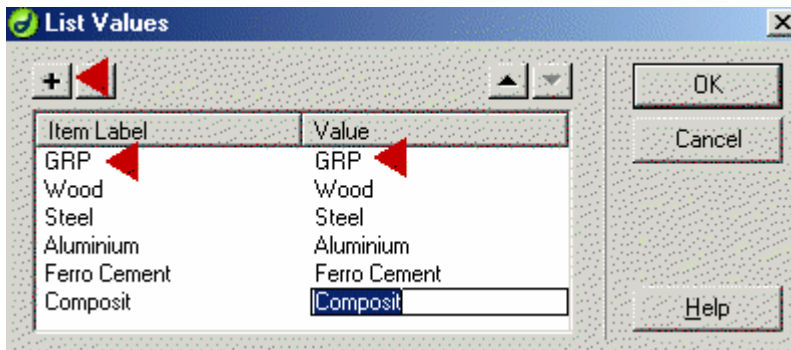 List Values
+
OK
Item Label Value
Cancel
GRP GRP
Wood Wood
Steel Steel
Aluminium Aluminium
Ferro Cement Ferro Cement
Composit Composit
Help